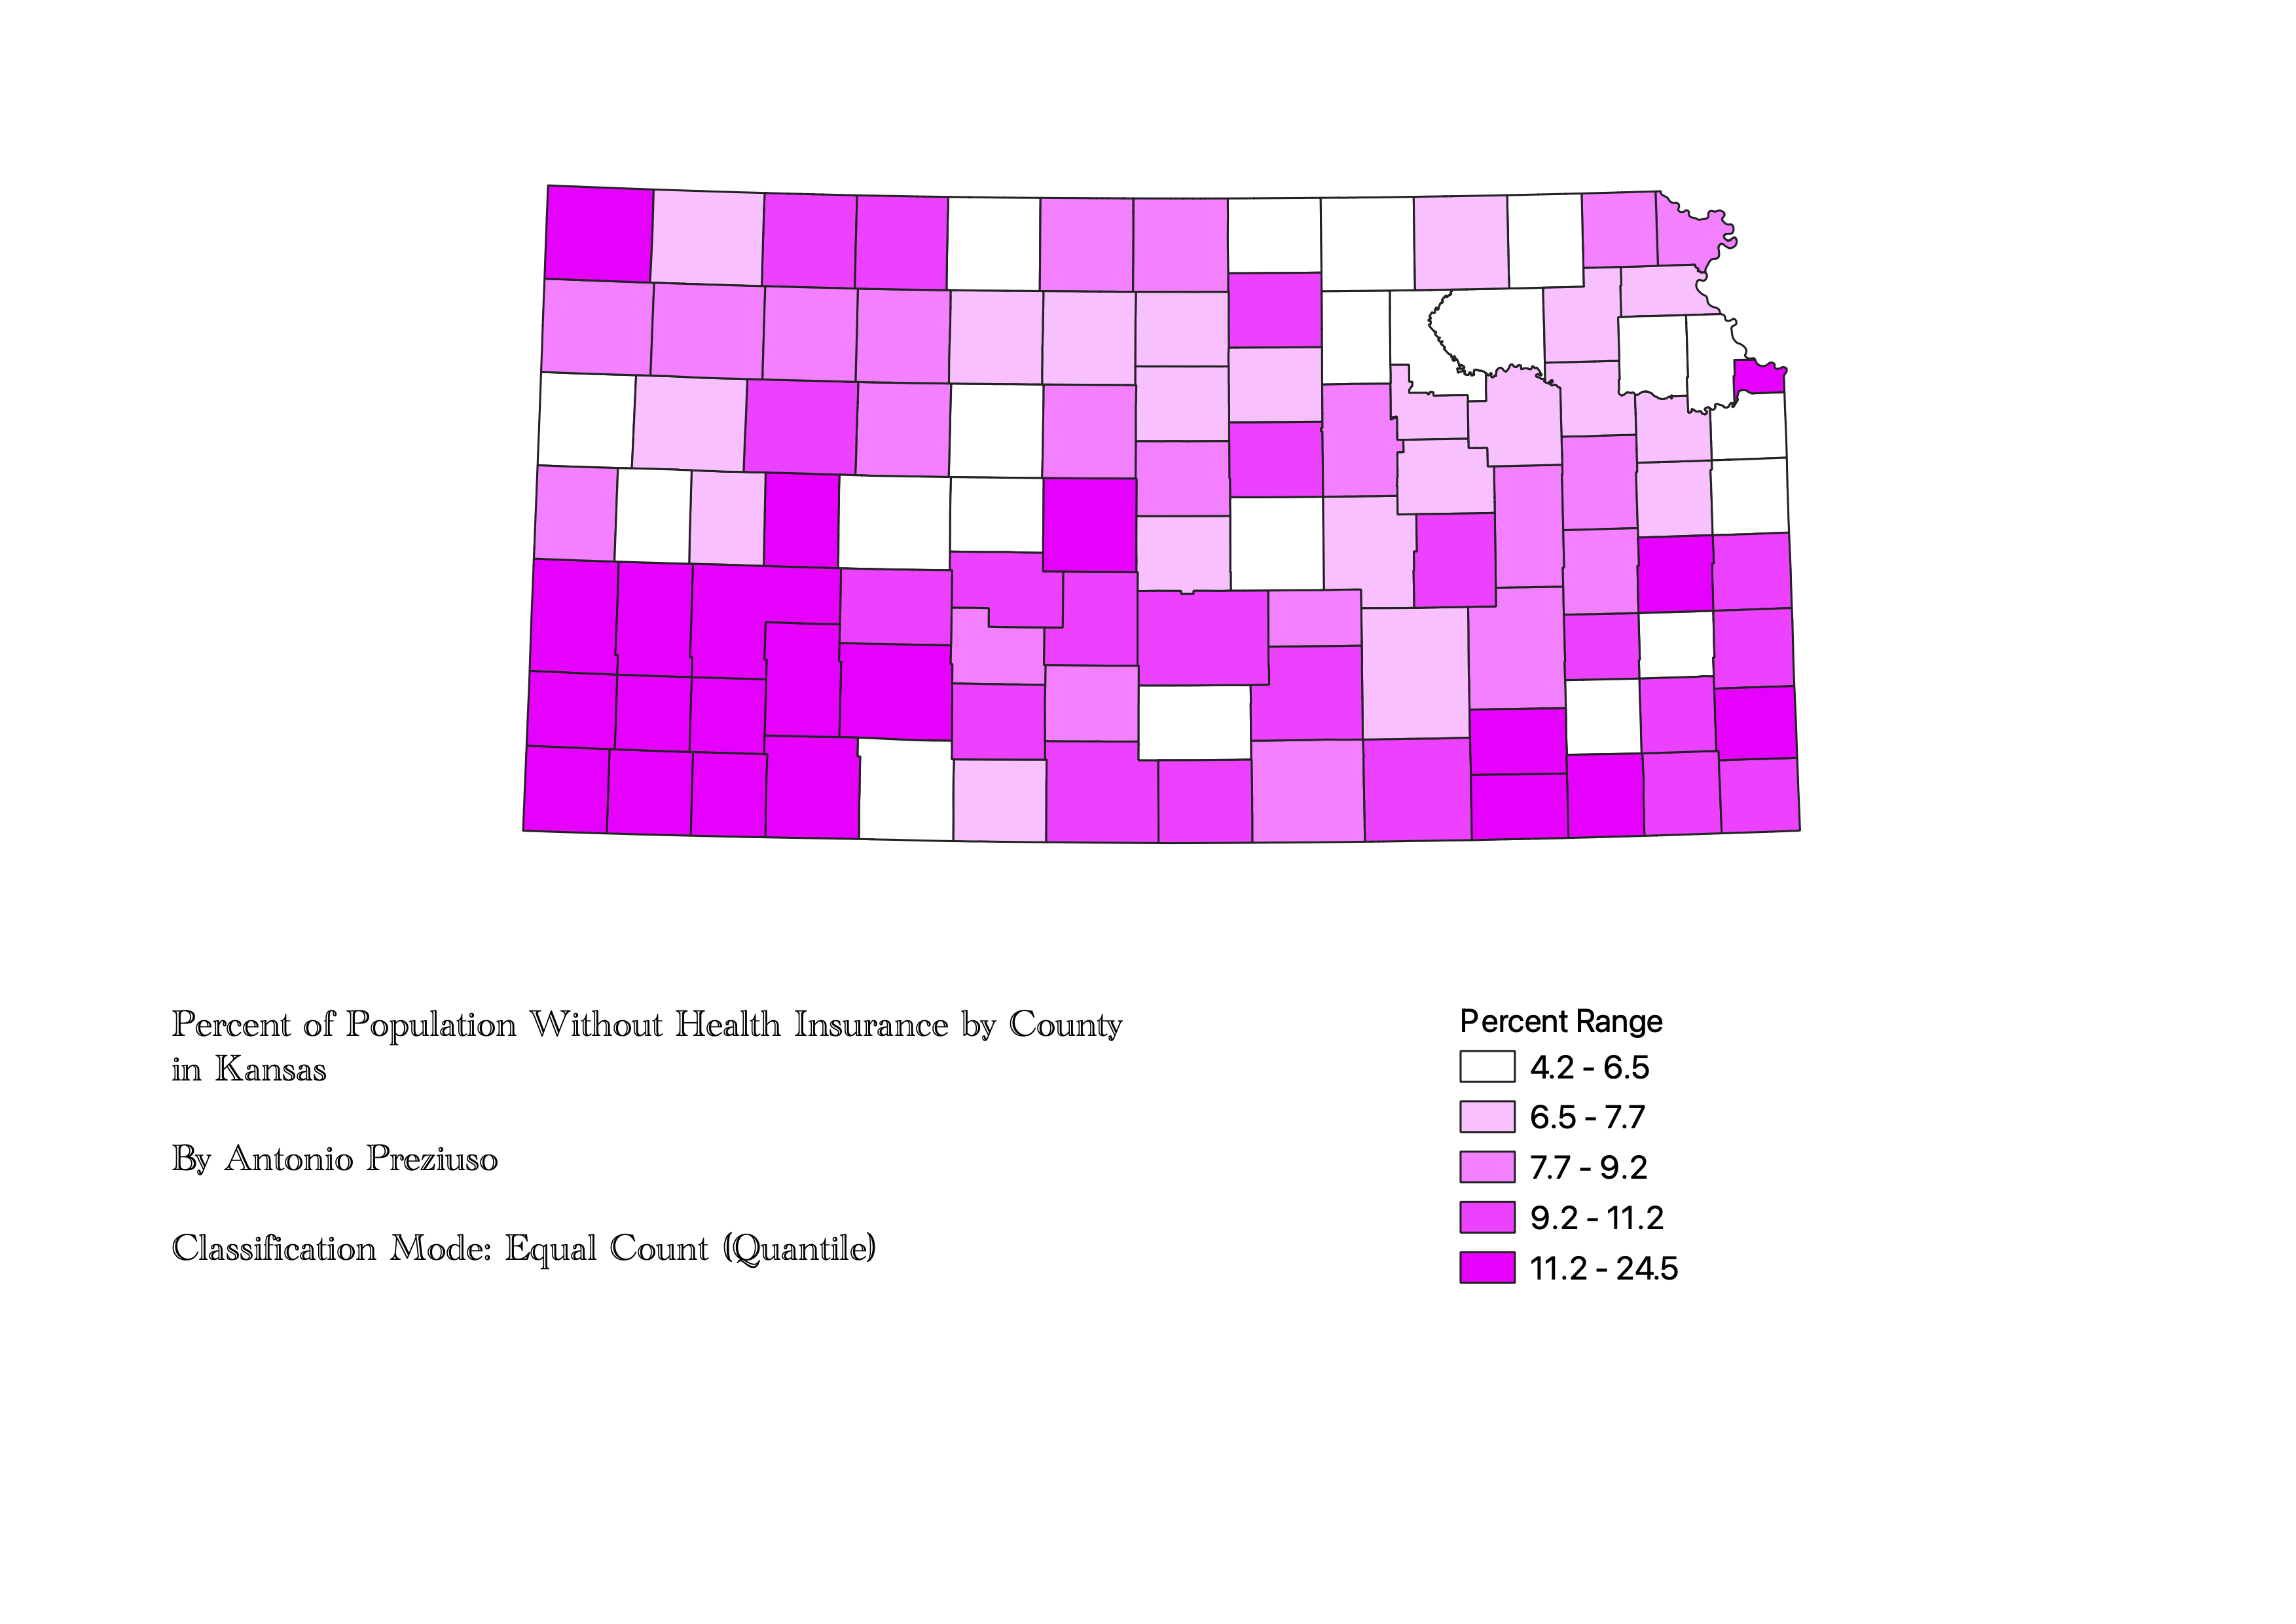 Percent of Population Without Health Insurance by County
in Kansas
By Antonio Preziuso
Classification Mode: Equal Count (Quantile)
Percent Range
4.2 - 6.5
6.5 - 7.7
7.7 - 9.2
9.2 - 11.2
11.2 - 24.5